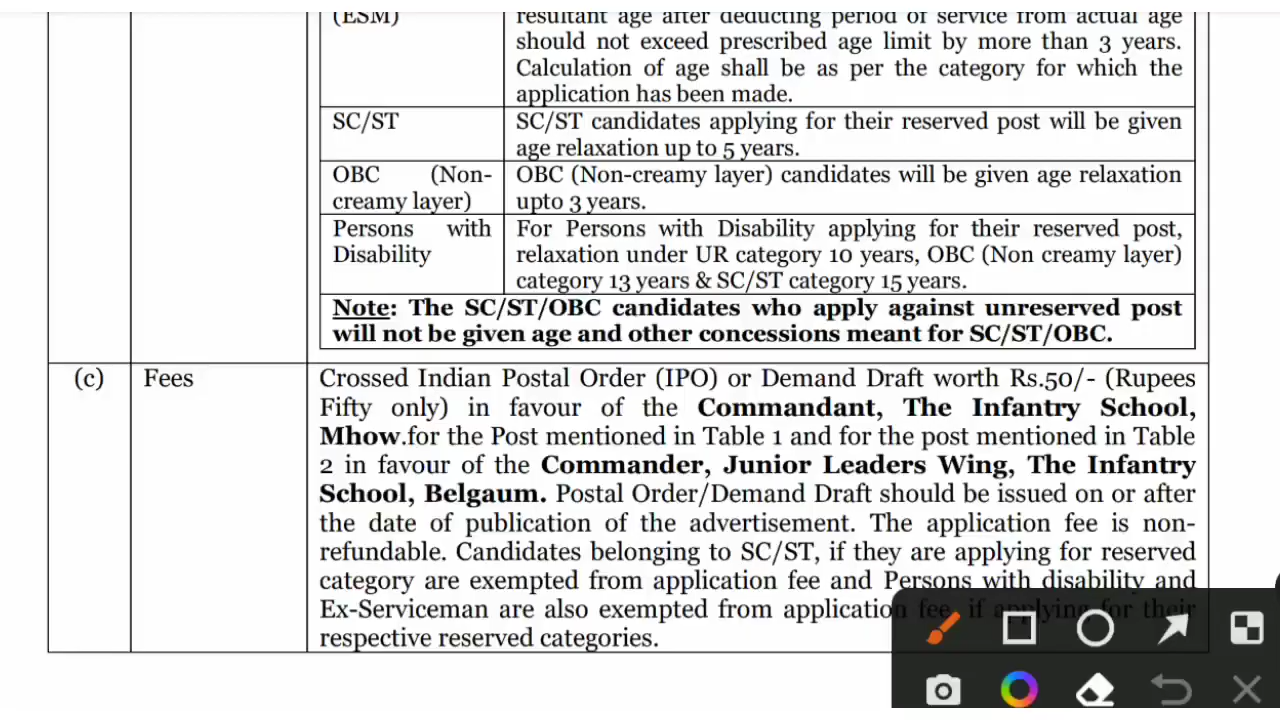 (ESM)
resultant age after deducting period of service from actual age
should not exceed prescribed age limit by more than 3 years.
Calculation of age shall be as per the category for which the
application has been made.
SC/ST
SC/ST candidates applying for their reserved post will be given
age relaxation up to 5 years.
OBC (Non-
creamy layer)
OBC (Non-creamy layer) candidates will be given age relaxation
upto 3 years.
Persons with
Disability
For Persons with Disability applying for their reserved post,
relaxation under UR category 10 years, OBC (Non creamy layer)
category 13 years & SC/ST category 15 years.
Note: The SC/ST/OBC candidates who apply against unreserved post
will not be given age and other concessions meant for SC/ST/OBC.
(c)
Fees
Crossed Indian Postal Order (IPO) or Demand Draft worth Rs.50/- (Rupees
Fifty only) in favour of the Commandant, The Infantry School,
Mhow.for the Post mentioned in Table 1 and for the post mentioned in Table
2 in favour of the Commander, Junior Leaders Wing, The Infantry
School, Belgaum. Postal Order/Demand Draft should be issued on or after
the date of publication of the advertisement. The application fee is non-
refundable. Candidates belonging to SC/ST, if they are applying for reserved
category are exempted from application fee and Persons with disability and
Ex-Serviceman are also exempted from application fee, if applying for their
respective reserved categories.